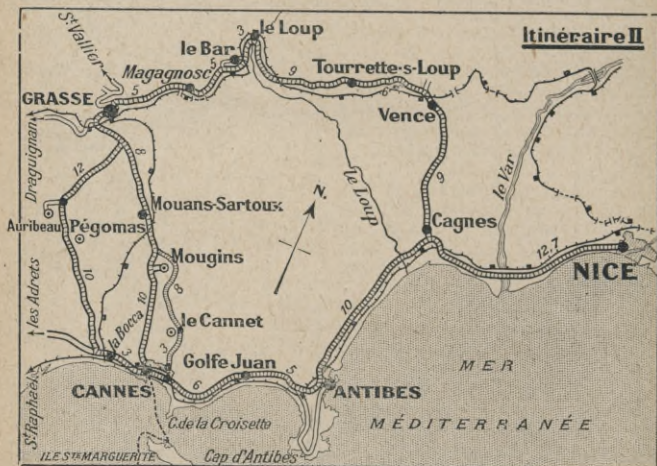 Itinéraire II
St Vallier
3
le Loup
le Bar
5
Magagnosc
5
9
Tourrette-s-Loup
6
Vence
GRASSE
Draguignan
12
8
le Loup
9
le Var
N.
Auribeau
Pégomas
Mouans-Sartoux
Cagnes
12,7
NICE
Mougins
10
10
8
10
les Adrets
la Bocca
le Cannet
3
3
Golfe Juan
CANNES
6
5
ANTIBES
MER
MÉDITERRANÉE
St Raphaël
C. de la Croisette
ILE STE MARGUERITE
Cap d'Antibes